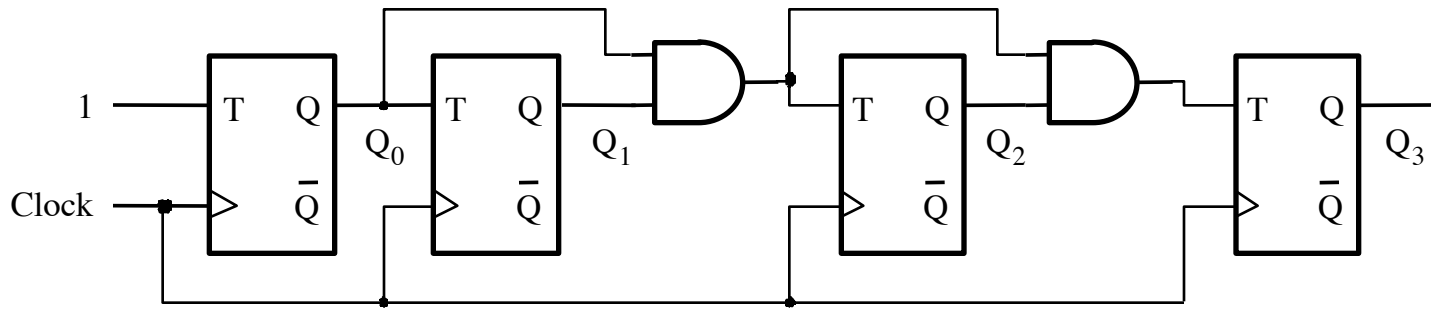 1 T Q T Q T Q T Q
Q₀ Q₁ Q₂ Q₃
Clock Q̅ Q̅ Q̅ Q̅